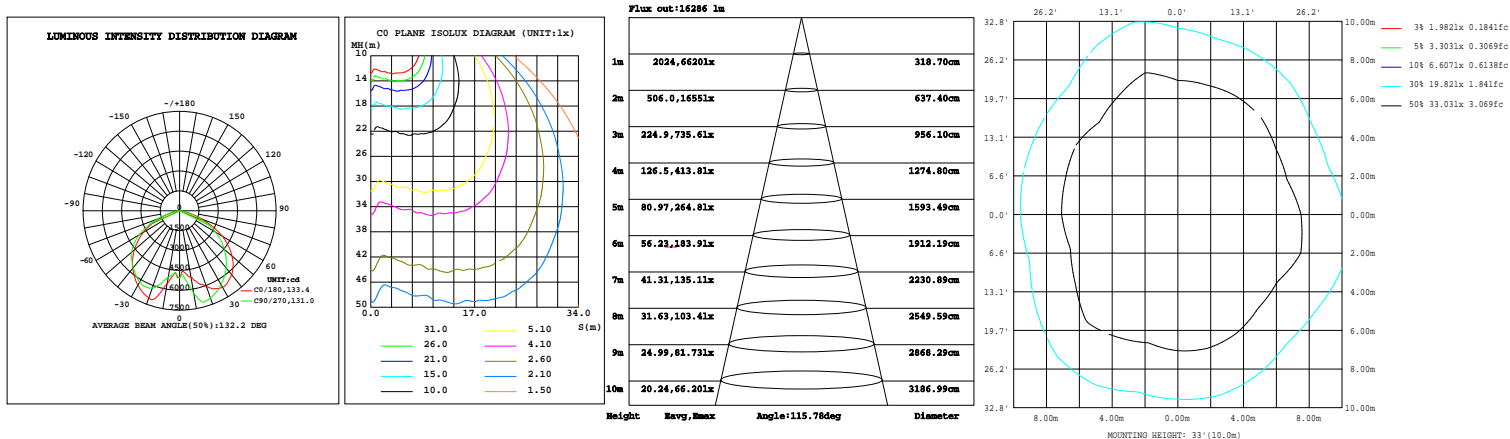 LUMINOUS INTENSITY DISTRIBUTION DIAGRAM
-/+180
-150 150
-120 120
-90 90
-60 60
-30 30
0
0
1500
3000
4500
6000
7500
UNIT:cd
C0/180,133.4
C90/270,131.0
AVERAGE BEAM ANGLE(50%):132.2 DEG
C0 PLANE ISOLUX DIAGRAM (UNIT:lx)
MH(m)
10
14
18
22
26
30
34
38
42
46
50
0.0 17.0 34.0
S(m)
31.0 5.10
26.0 4.10
21.0 2.60
15.0 2.10
10.0 1.50
Flux out:16286 lm
1m 2024,6620lx 318.70cm
2m 506.0,1655lx 637.40cm
3m 224.9,735.6lx 956.10cm
4m 126.5,413.8lx 1274.80cm
5m 80.97,264.8lx 1593.49cm
6m 56.23,183.9lx 1912.19cm
7m 41.31,135.1lx 2230.89cm
8m 31.63,103.4lx 2549.59cm
9m 24.99,81.73lx 2868.29cm
10m 20.24,66.20lx 3186.99cm
Height Eavg,Emax Angle:115.78deg Diameter
26.2' 13.1' 0.0' 13.1' 26.2'
32.8' 10.00m
26.2' 8.00m
19.7' 6.00m
13.1' 4.00m
6.6' 2.00m
0.0' 0.00m
6.6' 2.00m
13.1' 4.00m
19.7' 6.00m
26.2' 8.00m
32.8' 10.00m
8.00m 4.00m 0.00m 4.00m 8.00m
MOUNTING HEIGHT: 33'(10.0m)
3% 1.982lx 0.1841fc
5% 3.303lx 0.3069fc
10% 6.607lx 0.6138fc
30% 19.82lx 1.841fc
50% 33.03lx 3.069fc